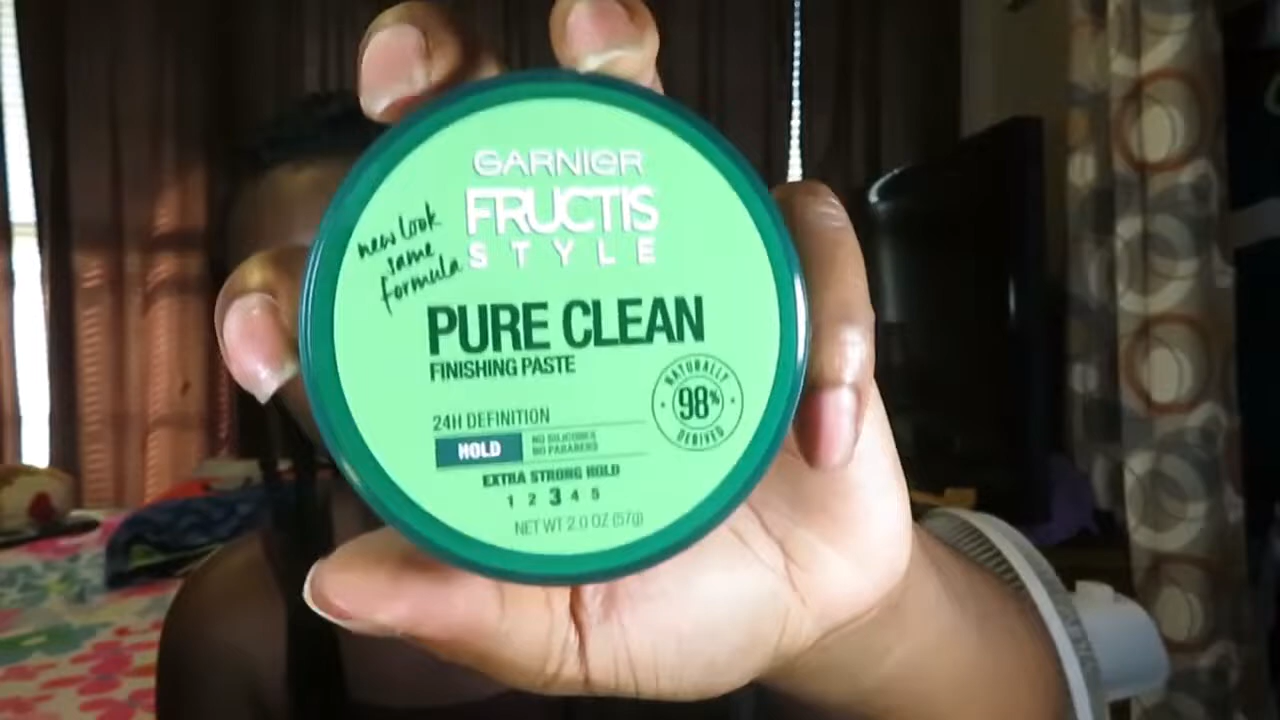 GARNIER
FRUCTIS
STYLE
new look
same
formula
PURE CLEAN
FINISHING PASTE
NATURALLY
98%
DERIVED
24H DEFINITION
HOLD
NO SILICONES
NO PARABENS
EXTRA STRONG HOLD
1 2 3 4 5
NET WT 2.0 OZ (57g)